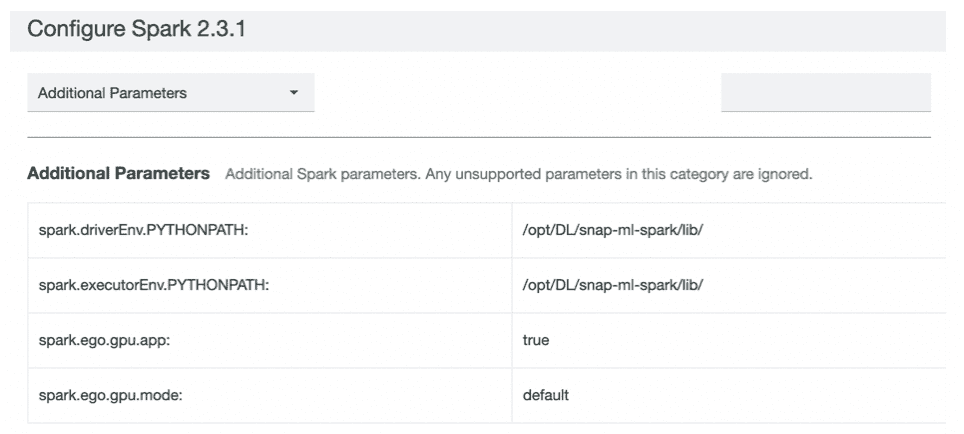 Configure Spark 2.3.1
Additional Parameters
Additional Parameters Additional Spark parameters. Any unsupported parameters in this category are ignored.
spark.driverEnv.PYTHONPATH: /opt/DL/snap-ml-spark/lib/
spark.executorEnv.PYTHONPATH: /opt/DL/snap-ml-spark/lib/
spark.ego.gpu.app: true
spark.ego.gpu.mode: default